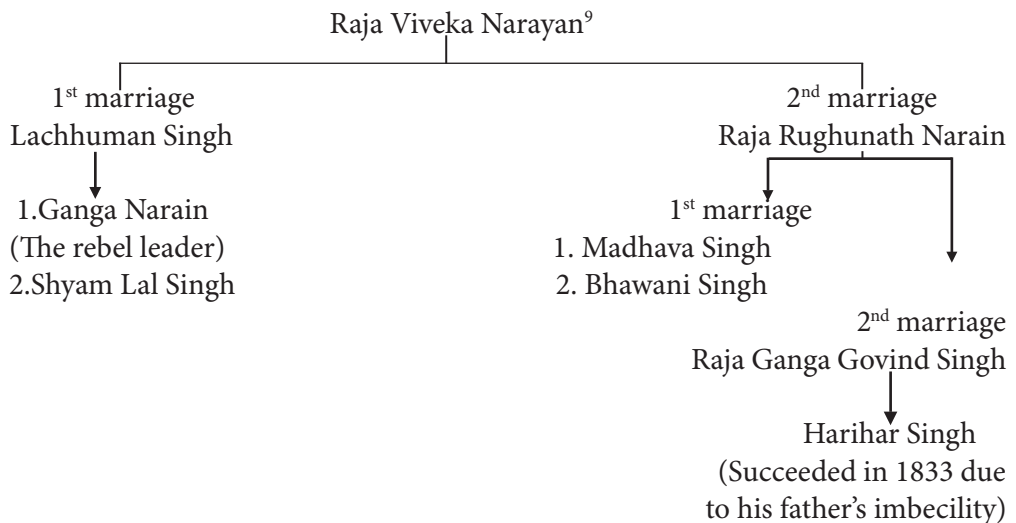 Raja Viveka Narayan⁹
1st marriage
Lachhuman Singh
2nd marriage
Raja Rughunath Narain
1.Ganga Narain
(The rebel leader)
2.Shyam Lal Singh
1st marriage
1. Madhava Singh
2. Bhawani Singh
2nd marriage
Raja Ganga Govind Singh
Harihar Singh
(Succeeded in 1833 due
to his father's imbecility)